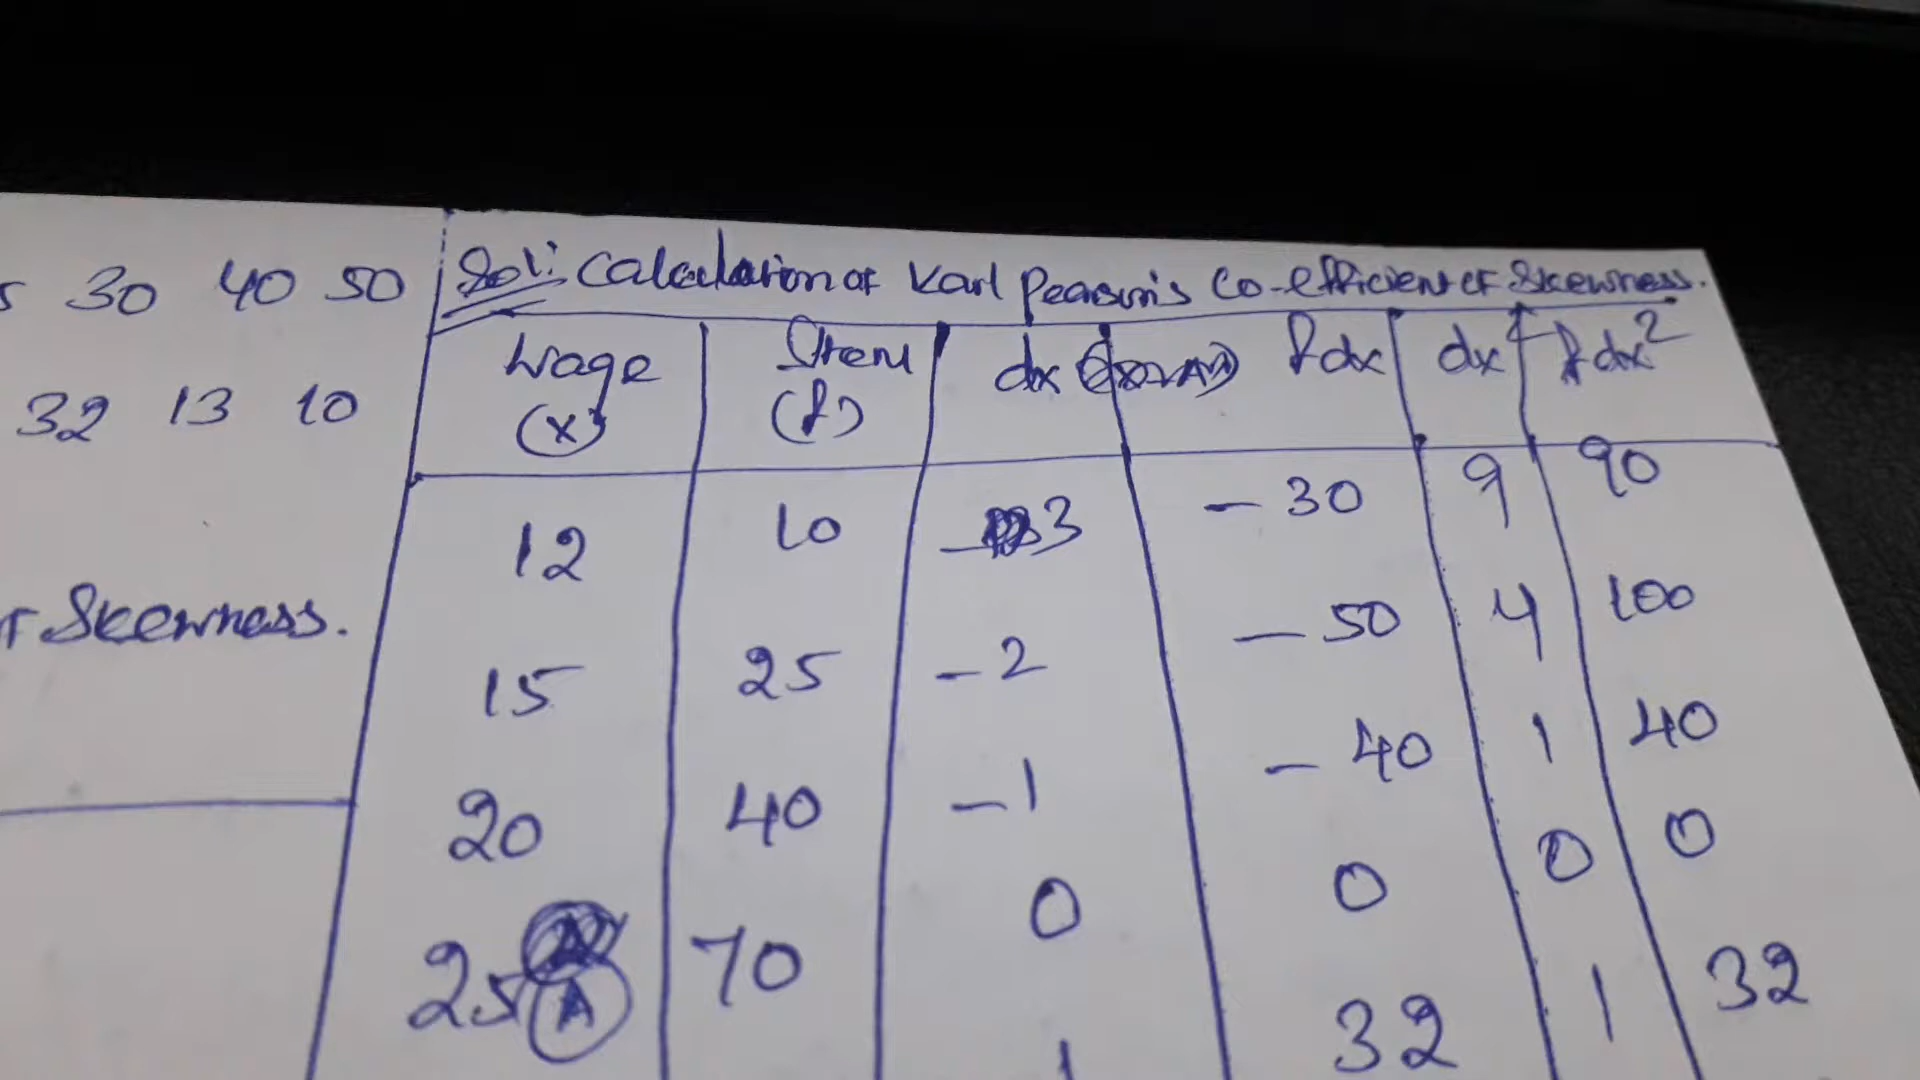 30 40 50
32 13 10
r Skewness.
Sol: Calculation of Karl Pearson's Co-efficient of Skewness.
Wage (x) (f) dx fdx dx² fdx²
12 10 -3 -30 9 90
15 25 -2 -50 4 100
20 40 -1 -40 1 40
25 A 70 0 0 0 0
1 32 1 32